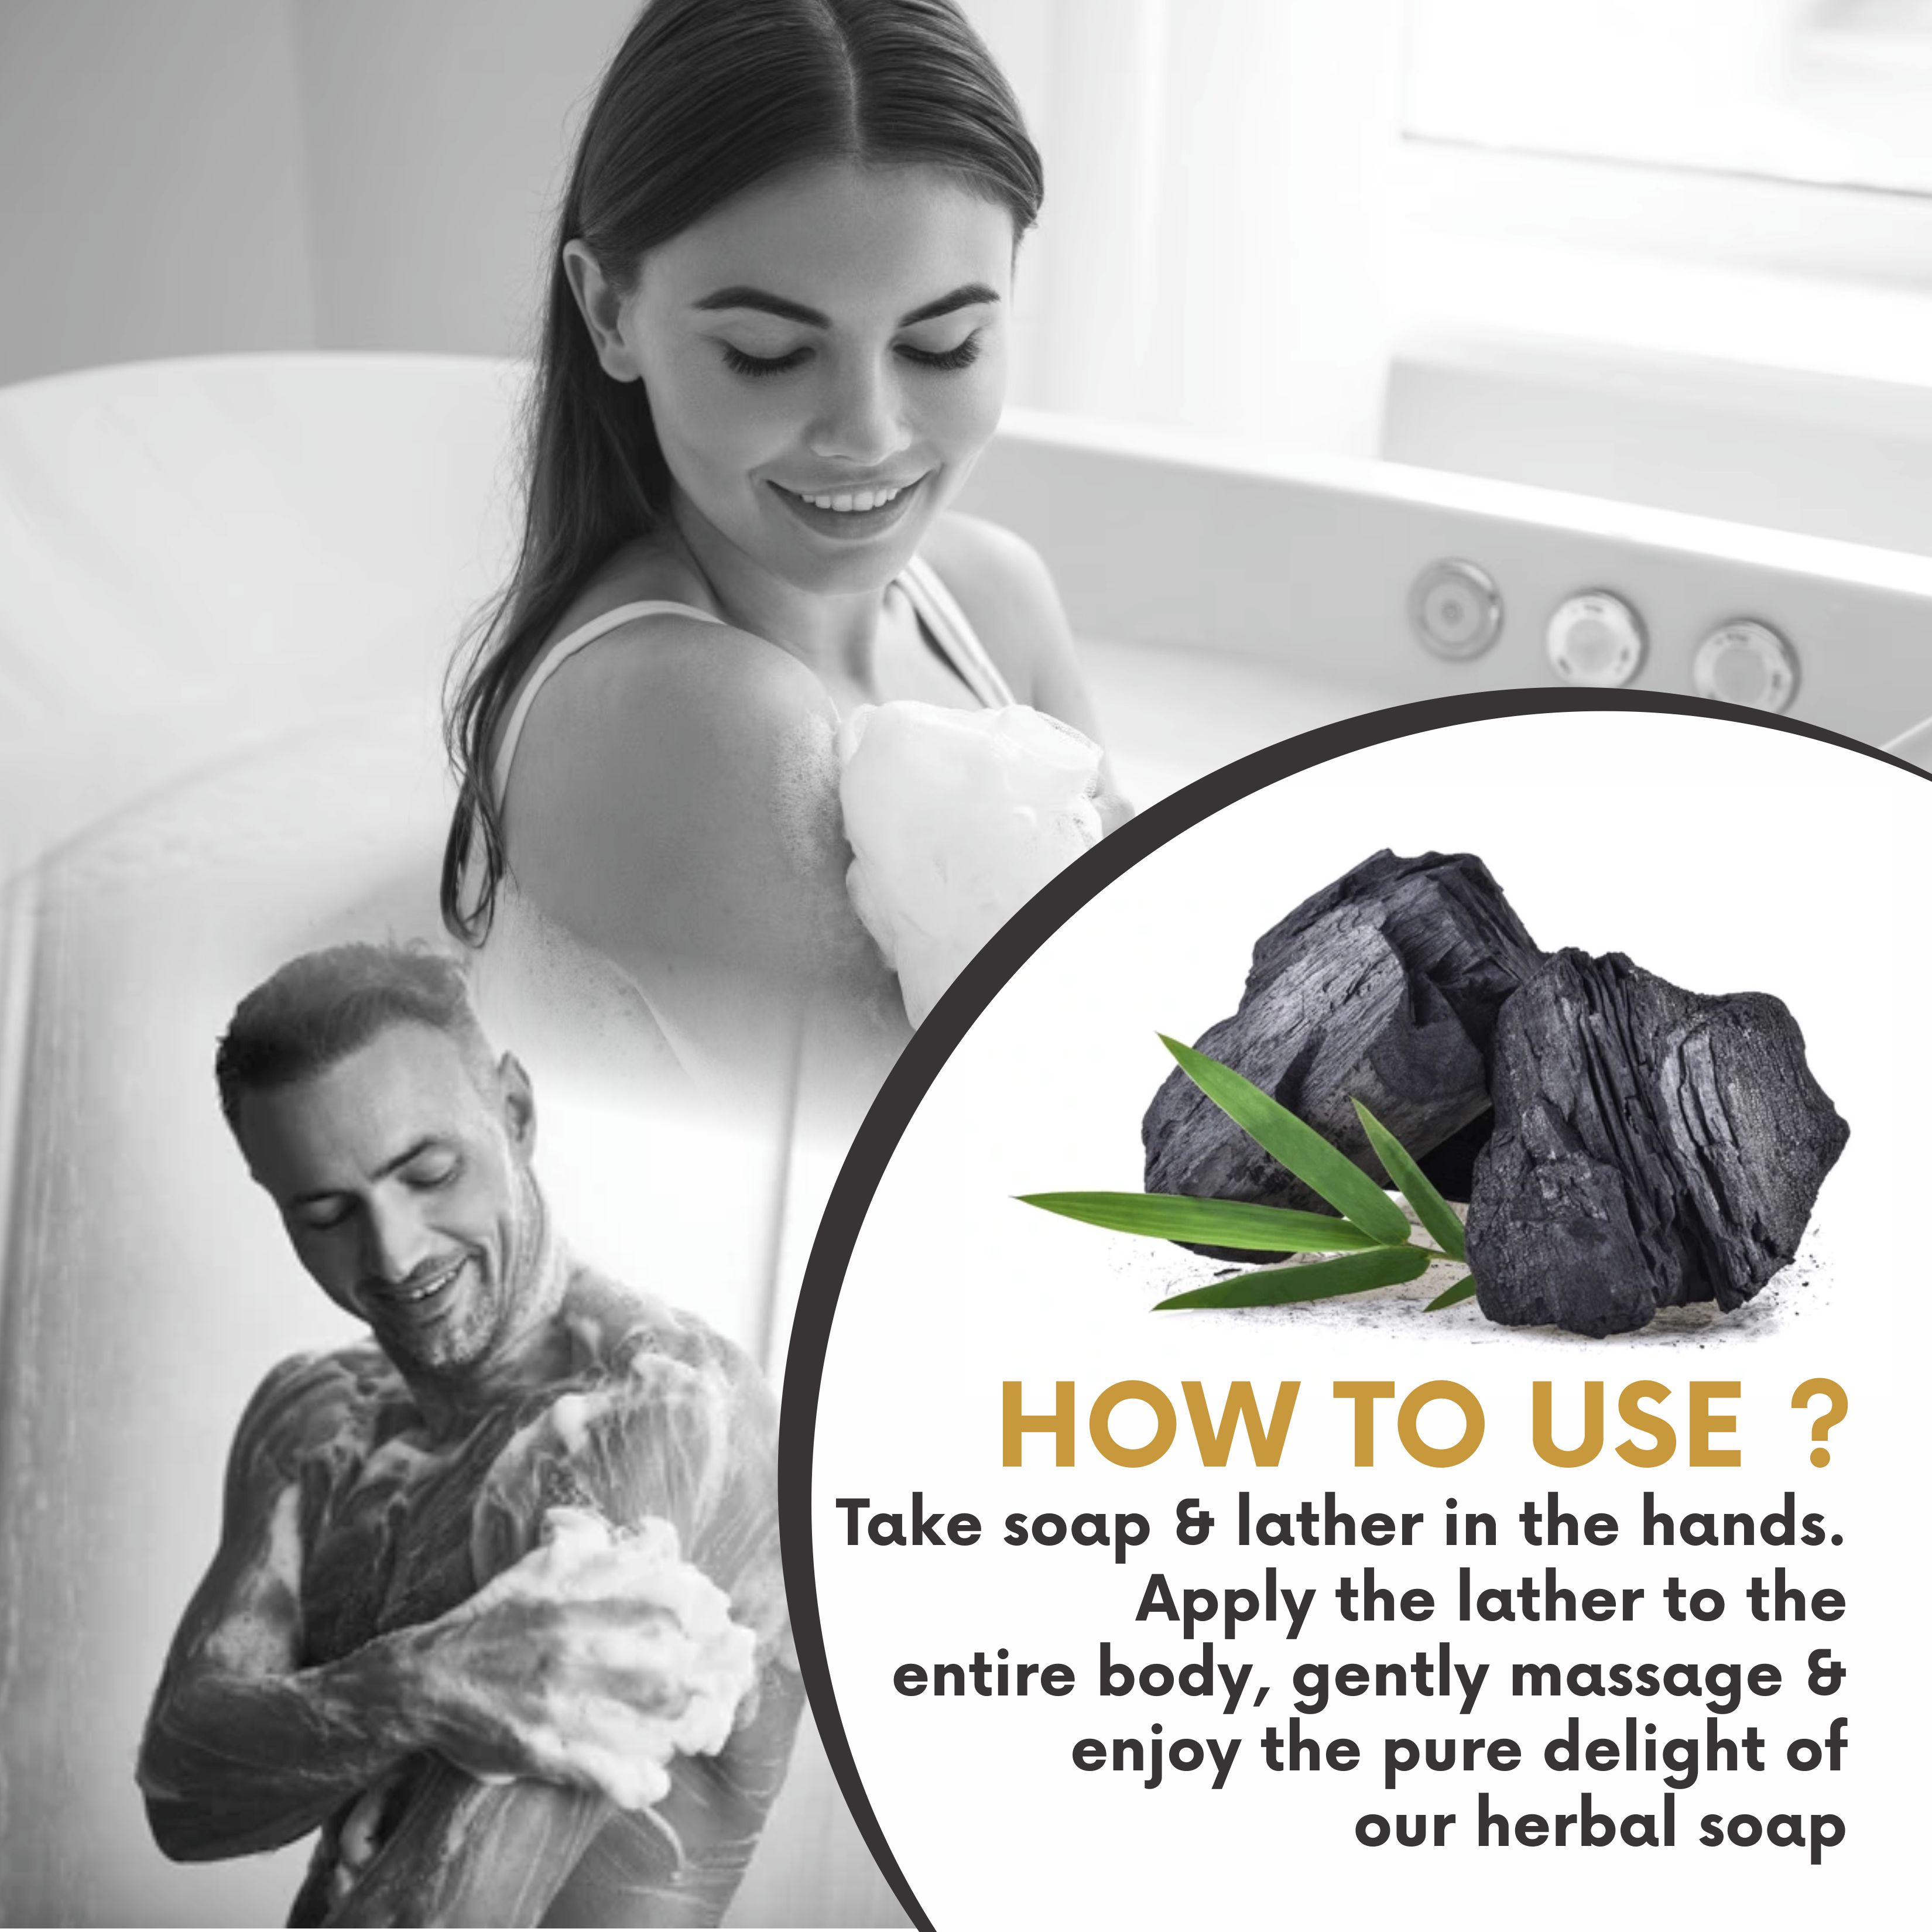 HOW TO USE ?
Take soap & lather in the hands.
Apply the lather to the
entire body, gently massage &
enjoy the pure delight of
our herbal soap